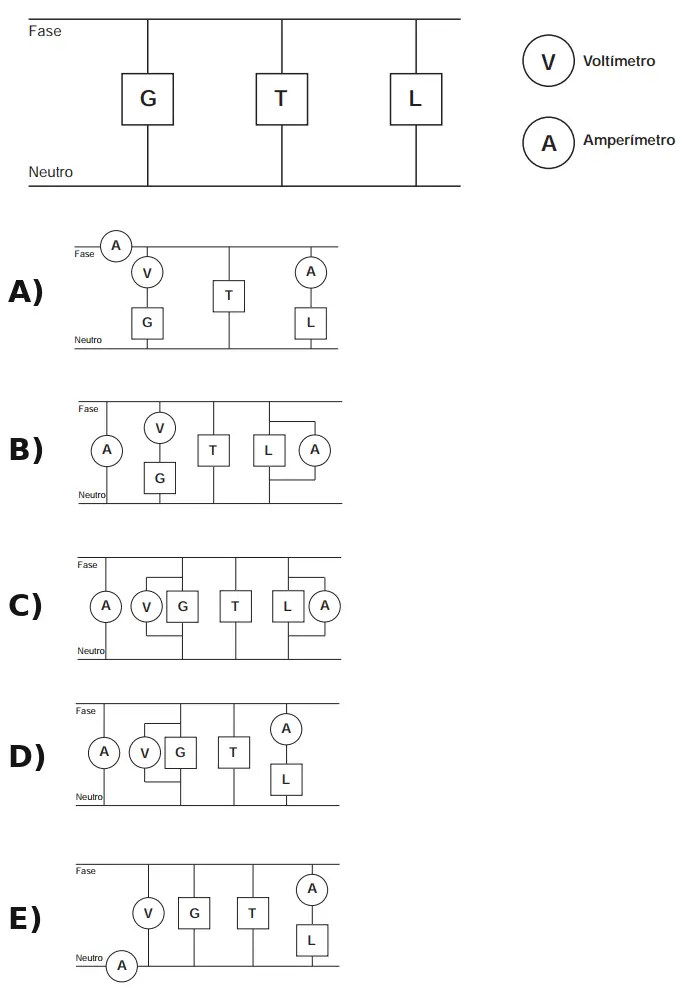 Fase
G T L
V Voltímetro
A Amperímetro
Neutro
A)
A
Fase
V A
T
G L
Neutro
B)
Fase
V
A T L A
G
Neutro
C)
Fase
A V G T L A
Neutro
D)
Fase
A
A V G T
L
Neutro
E)
Fase
A
V G T
L
Neutro
A